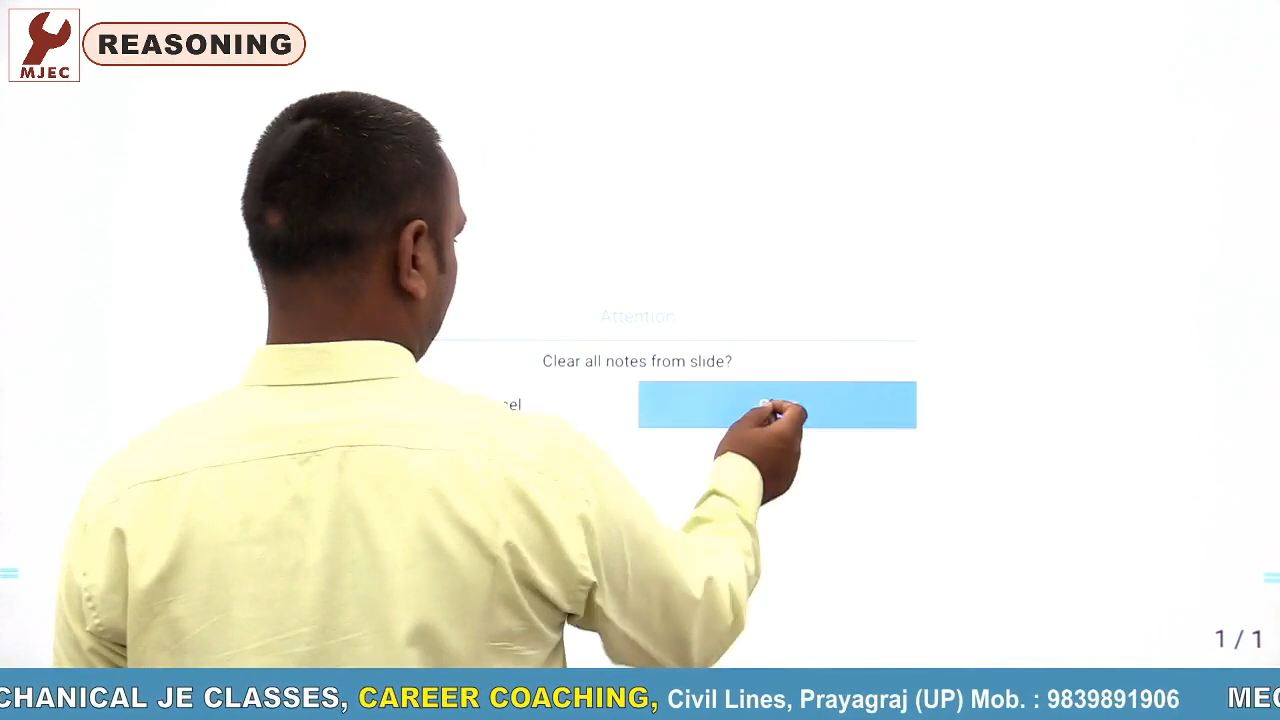 MJEC
REASONING
Attention
Clear all notes from slide?
1 / 1
CHANICAL JE CLASSES, CAREER COACHING, Civil Lines, Prayagraj (UP) Mob. : 9839891906 MEC